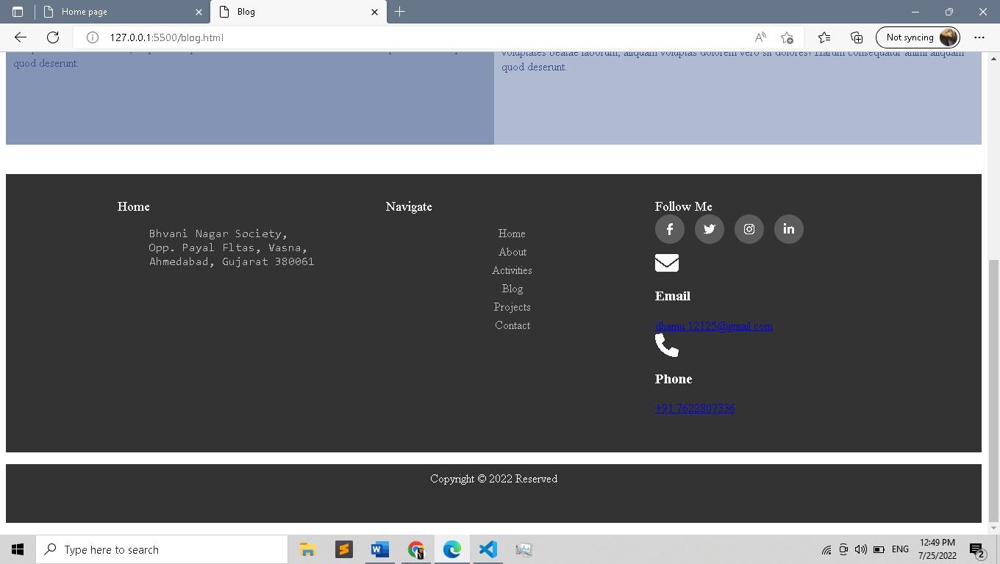 Home page
Blog
127.0.0.1:5500/blog.html
Not syncing
quod deserunt.
voluptates beatae laborum, aliquam voluptas dolorem vero sit dolores! Harum consequatur animi aliquam
quod deserunt.
Home
Bhvani Nagar Society,
Opp. Payal Fltas, Vasna,
Ahmedabad, Gujarat 380061
Navigate
Home
About
Activities
Blog
Projects
Contact
Follow Me
Email
dhamu.12125@gmail.com
Phone
+91 7622807336
Copyright © 2022 Reserved
Type here to search
ENG
12:49 PM
7/25/2022
2